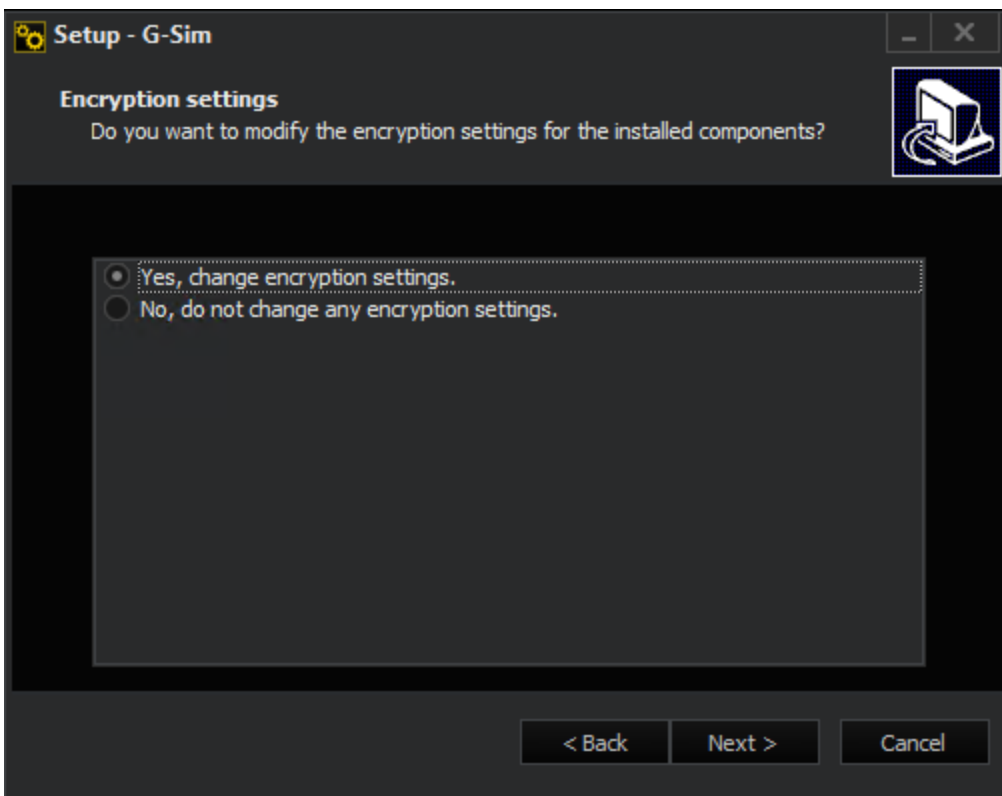 Setup - G-Sim
Encryption settings
Do you want to modify the encryption settings for the installed components?
Yes, change encryption settings.
No, do not change any encryption settings.
< Back
Next >
Cancel